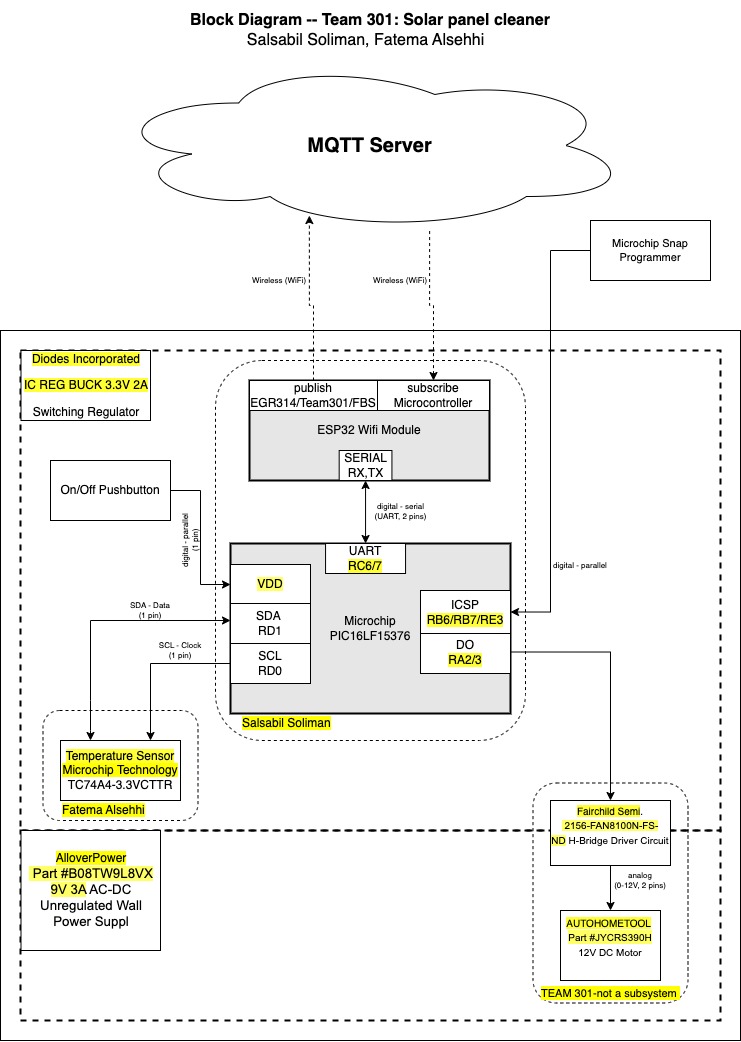 Block Diagram -- Team 301: Solar panel cleaner
Salsabil Soliman, Fatema Alsehhi
MQTT Server
Microchip Snap
Programmer
Wireless (WiFi)
Wireless (WiFi)
Diodes Incorporated
IC REG BUCK 3.3V 2A
Switching Regulator
publish
EGR314/Team301/FBS
subscribe
Microcontroller
ESP32 Wifi Module
SERIAL
RX,TX
On/Off Pushbutton
digital - serial
(UART, 2 pins)
digital - parallel
(1 pin)
UART
RC6/7
digital - parallel
VDD
SDA
RD1
SCL
RD0
Microchip
PIC16LF15376
ICSP
RB6/RB7/RE3
DO
RA2/3
SDA - Data
(1 pin)
SCL - Clock
(1 pin)
Salsabil Soliman
Temperature Sensor
Microchip Technology
TC74A4-3.3VCTTR
Fatema Alsehhi
Fairchild Semi.
2156-FAN8100N-FS-
ND H-Bridge Driver Circuit
AlloverPower
Part #B08TW9L8VX
9V 3A AC-DC
Unregulated Wall
Power Suppl
analog
(0-12V, 2 pins)
AUTOHOMETOOL
Part #JYCRS390H
12V DC Motor
TEAM 301-not a subsystem